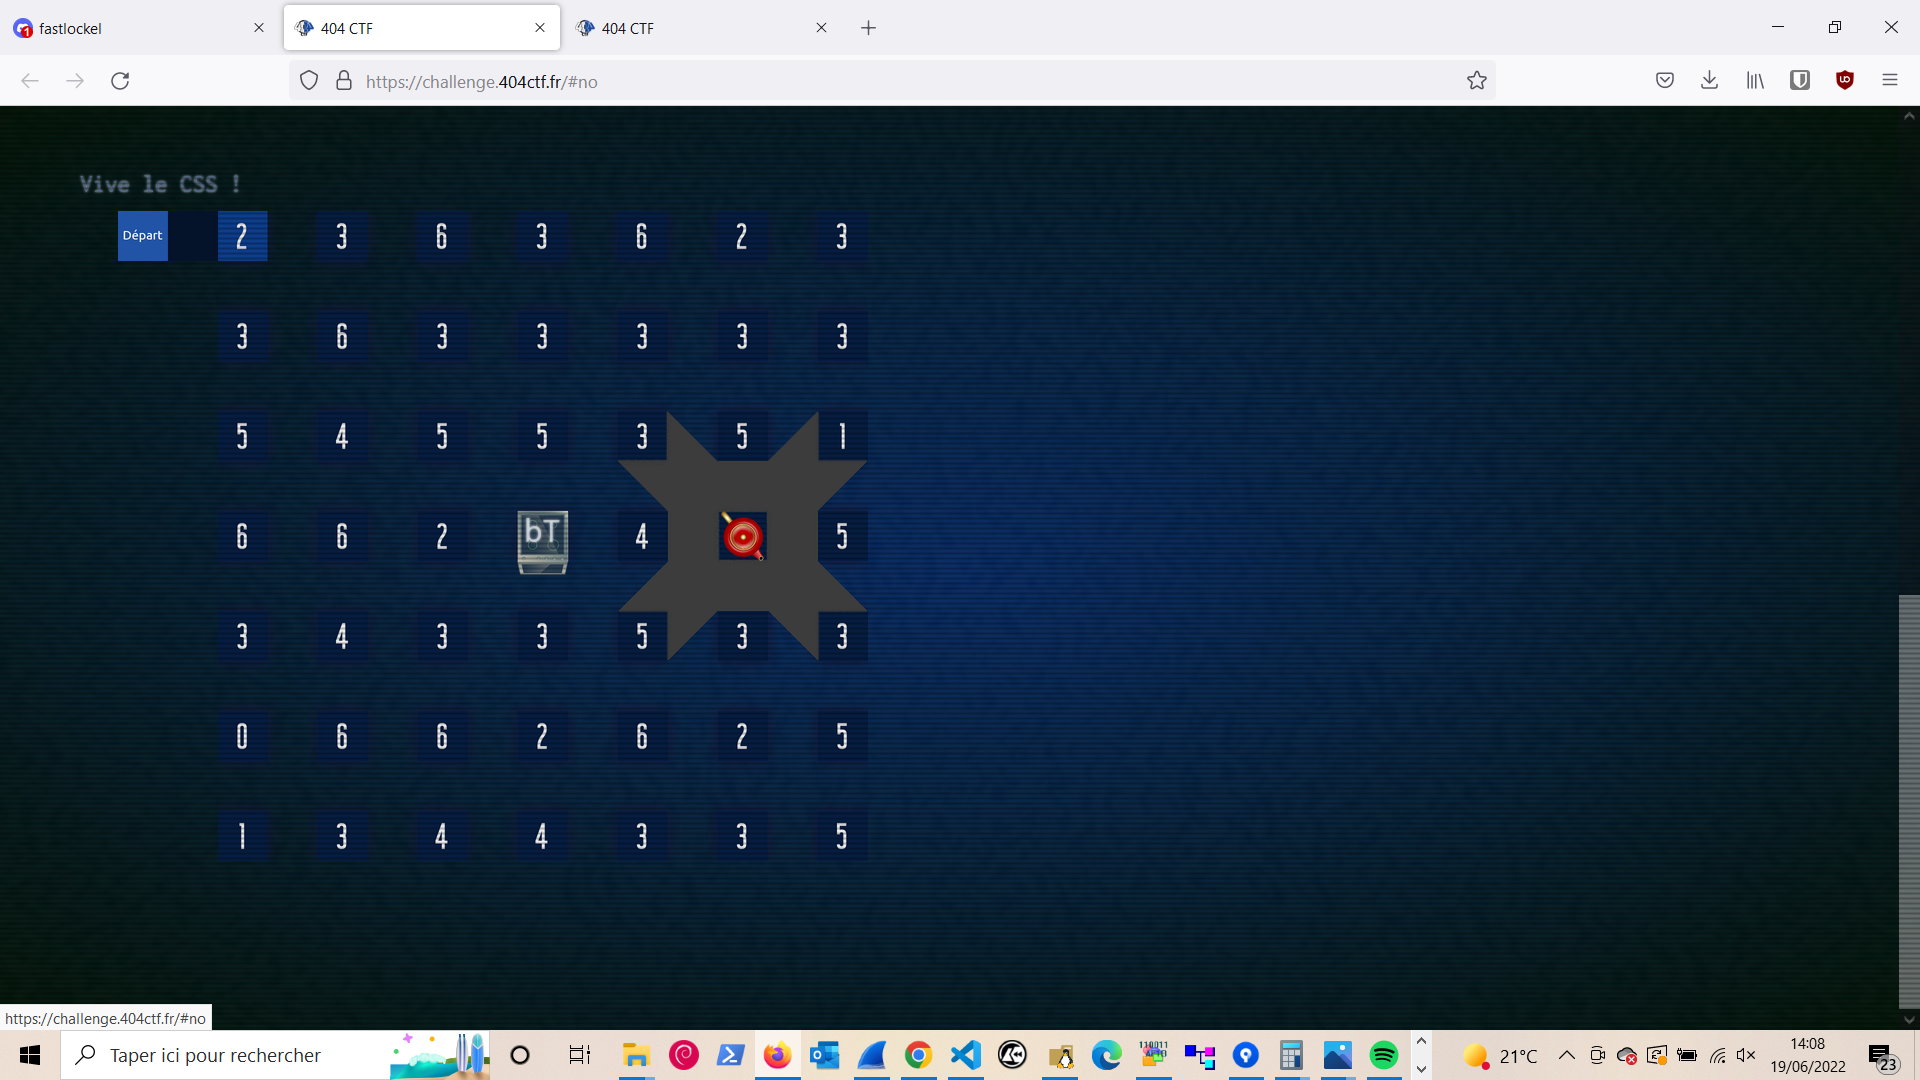 fastlockel
404 CTF
404 CTF
https://challenge.404ctf.fr/#no
Vive le CSS !
Départ 2 3 6 3 6 2 3
3 6 3 3 3 3 3
5 4 5 5 3 5 1
6 6 2 bT 4 5
3 4 3 3 5 3 3
0 6 6 2 6 2 5
1 3 4 4 3 3 5
https://challenge.404ctf.fr/#no
Taper ici pour rechercher
21°C
14:08
19/06/2022
23